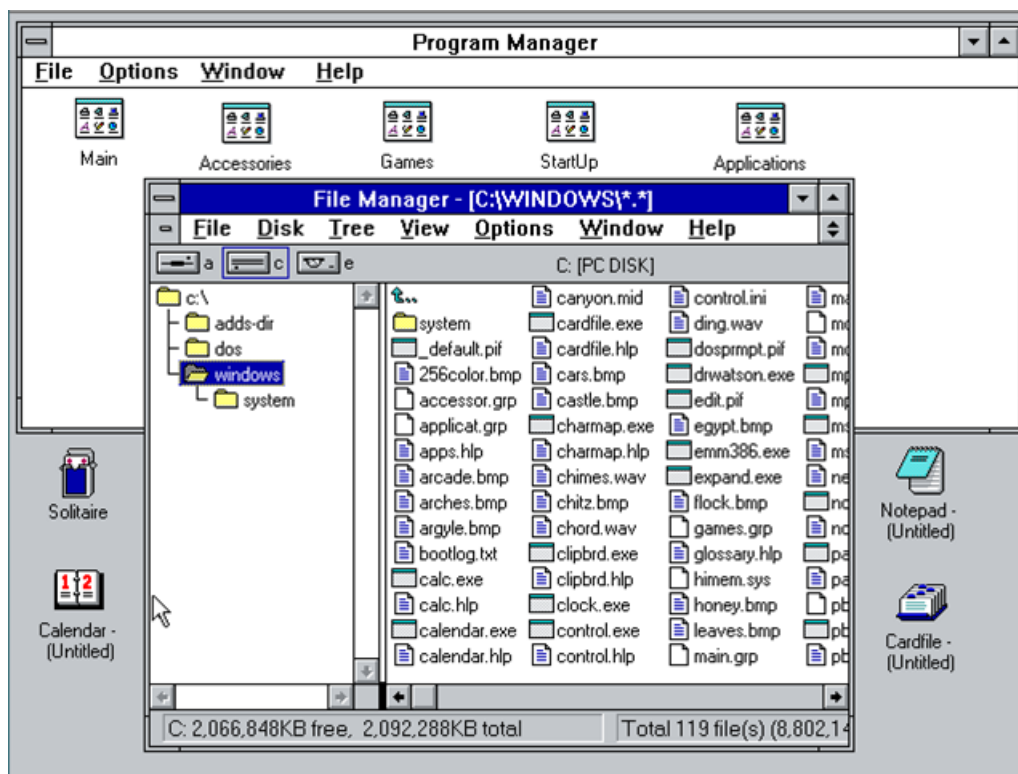 Program Manager
File Options Window Help
Main
Accessories
Games
StartUp
Applications
File Manager - [C:\WINDOWS\*.*]
File Disk Tree View Options Window Help
a c e C: [PC DISK]
c:\
adds-dir
dos
windows
system
..
system
_default.pif
256color.bmp
accessor.grp
applicat.grp
apps.hlp
arcade.bmp
arches.bmp
argyle.bmp
bootlog.txt
calc.exe
calc.hlp
calendar.exe
calendar.hlp
canyon.mid
cardfile.exe
cardfile.hlp
cars.bmp
castle.bmp
charmap.exe
charmap.hlp
chimes.wav
chitz.bmp
chord.wav
clipbrd.exe
clipbrd.hlp
clock.exe
control.exe
control.hlp
control.ini
ding.wav
dosprmpt.pif
drwatson.exe
edit.pif
egypt.bmp
emm386.exe
expand.exe
flock.bmp
games.grp
glossary.hlp
himem.sys
honey.bmp
leaves.bmp
main.grp
C: 2,066,848KB free, 2,092,288KB total
Total 119 file(s) (8,802,14
Solitaire
Calendar -
(Untitled)
Notepad -
(Untitled)
Cardfile -
(Untitled)